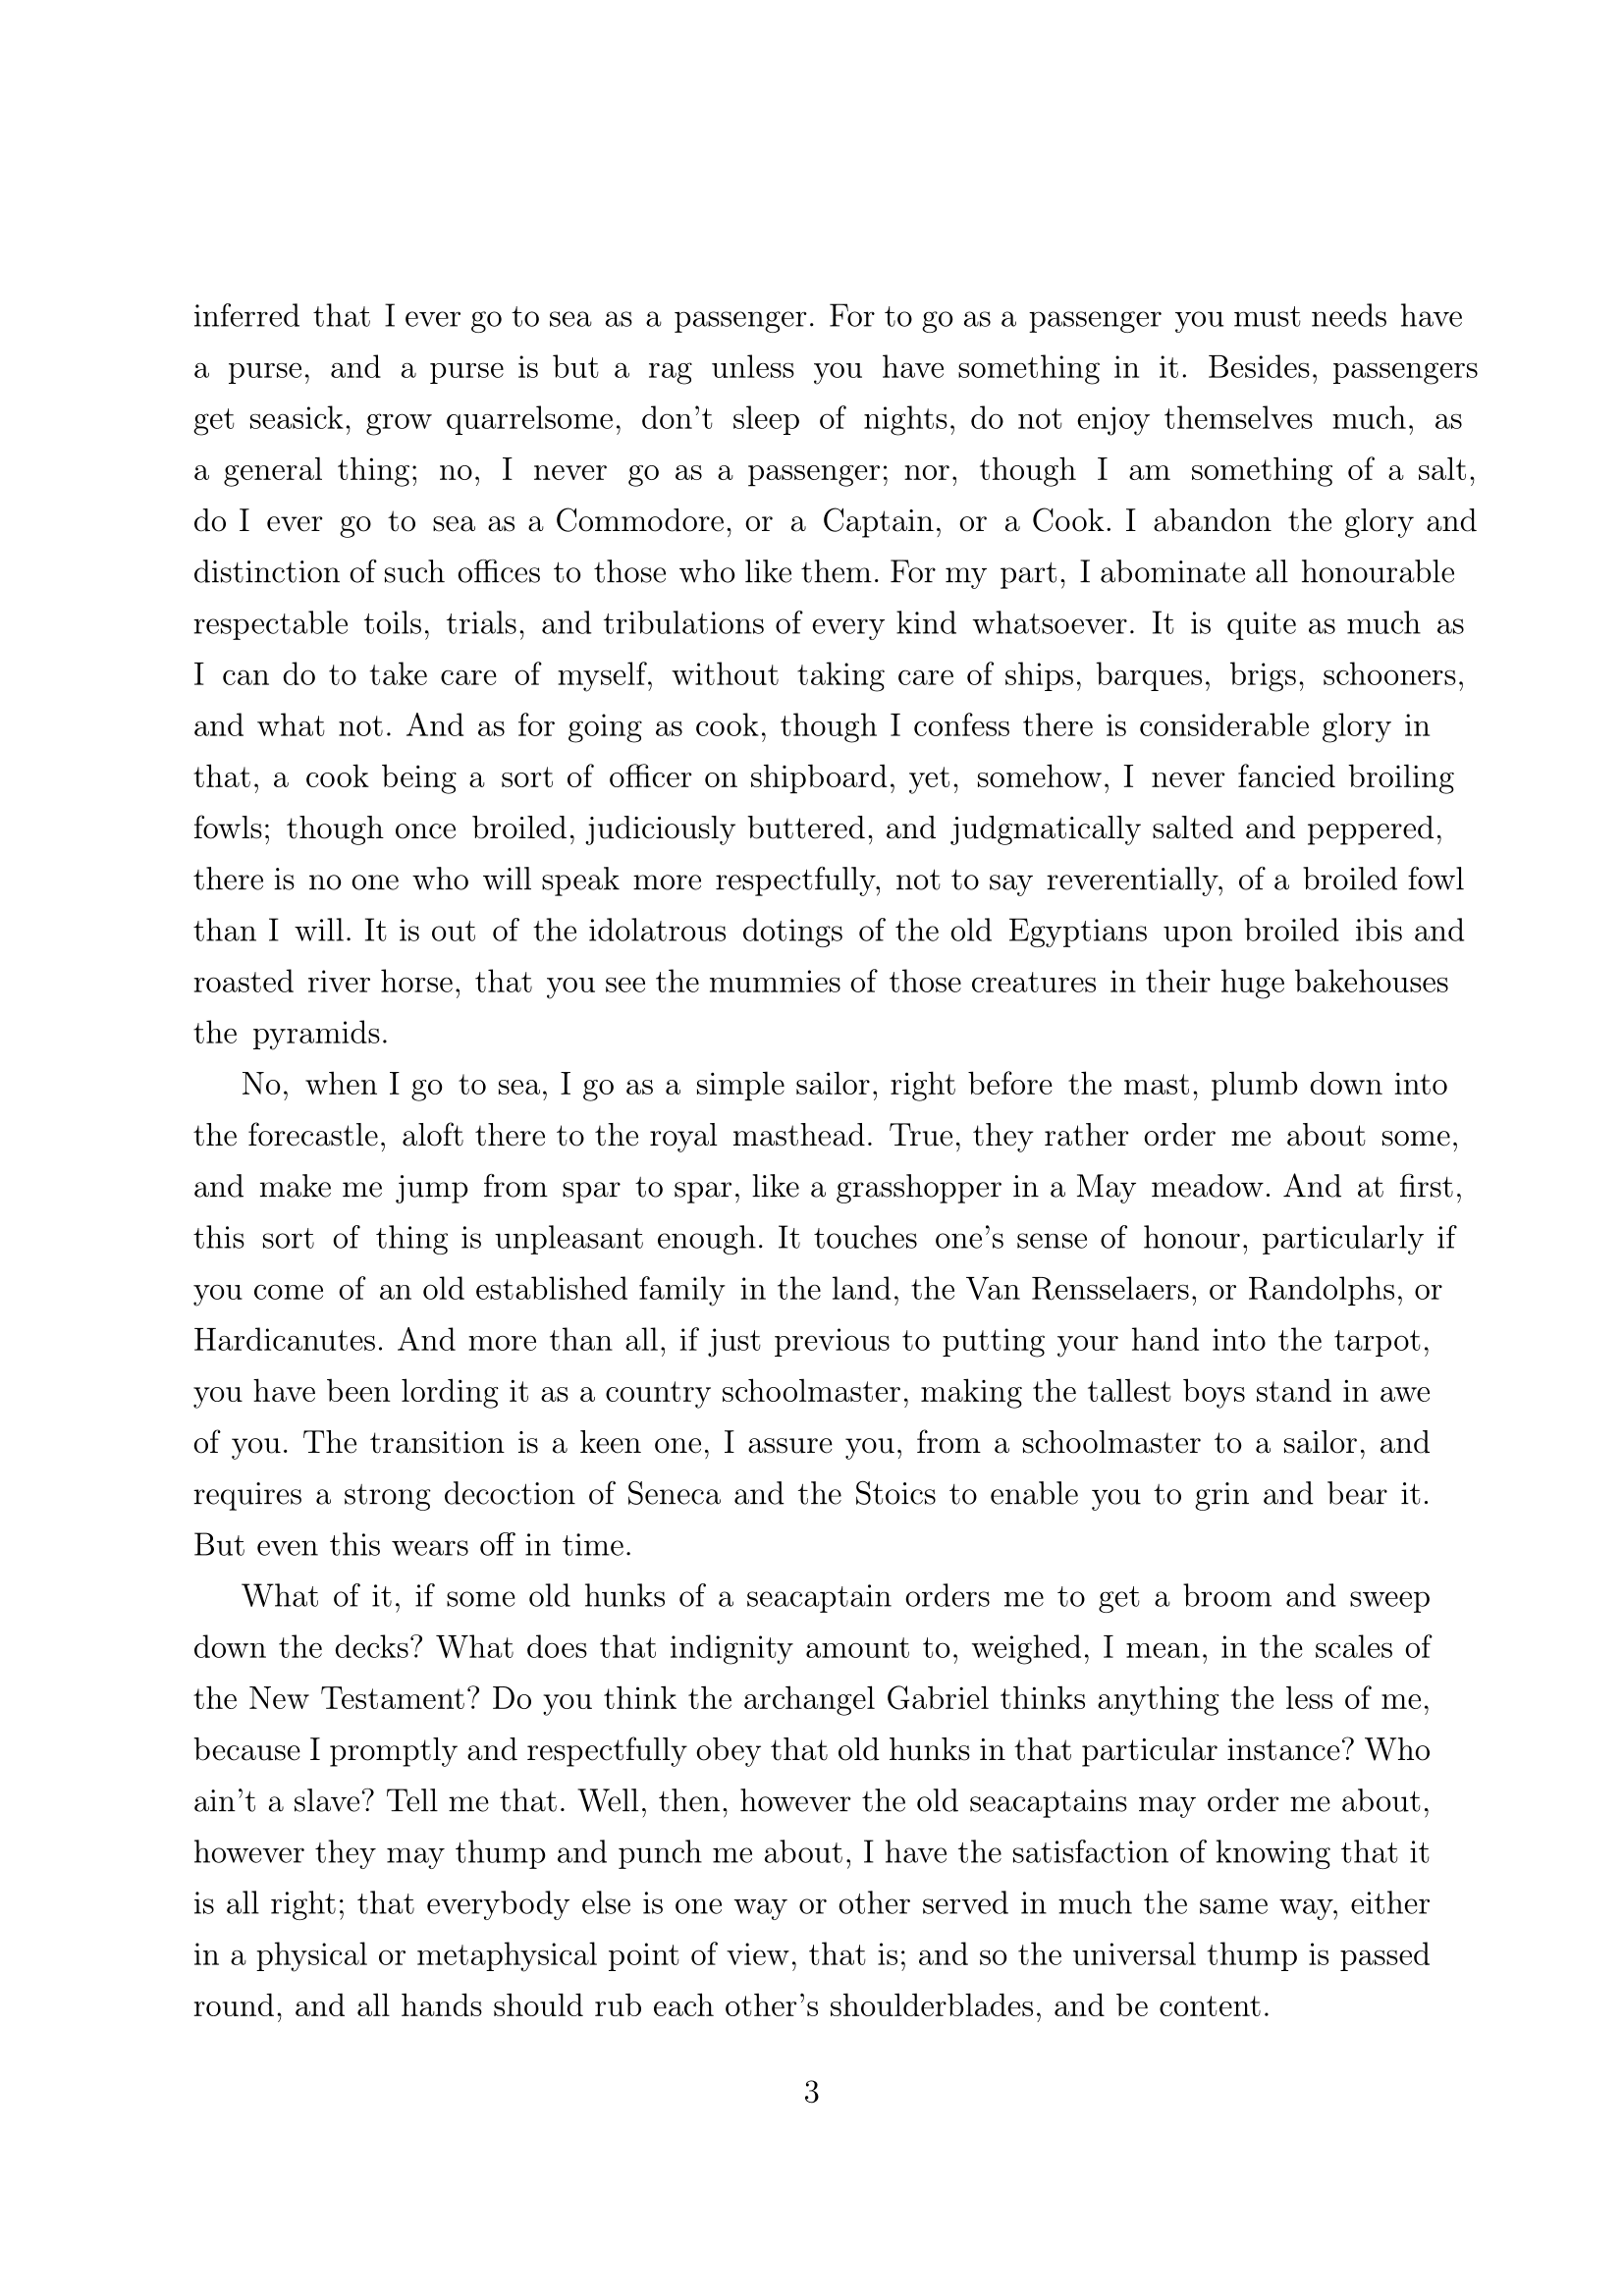 inferred that I ever go to sea as a passenger. For to go as a passenger you must needs have
a purse, and a purse is but a rag unless you have something in it. Besides, passengers
get seasick, grow quarrelsome, don't sleep of nights, do not enjoy themselves much, as
a general thing; no, I never go as a passenger; nor, though I am something of a salt,
do I ever go to sea as a Commodore, or a Captain, or a Cook. I abandon the glory and
distinction of such offices to those who like them. For my part, I abominate all honourable
respectable toils, trials, and tribulations of every kind whatsoever. It is quite as much as
I can do to take care of myself, without taking care of ships, barques, brigs, schooners,
and what not. And as for going as cook, though I confess there is considerable glory in
that, a cook being a sort of officer on shipboard, yet, somehow, I never fancied broiling
fowls; though once broiled, judiciously buttered, and judgmatically salted and peppered,
there is no one who will speak more respectfully, not to say reverentially, of a broiled fowl
than I will. It is out of the idolatrous dotings of the old Egyptians upon broiled ibis and
roasted river horse, that you see the mummies of those creatures in their huge bakehouses
the pyramids.
No, when I go to sea, I go as a simple sailor, right before the mast, plumb down into
the forecastle, aloft there to the royal masthead. True, they rather order me about some,
and make me jump from spar to spar, like a grasshopper in a May meadow. And at first,
this sort of thing is unpleasant enough. It touches one's sense of honour, particularly if
you come of an old established family in the land, the Van Rensselaers, or Randolphs, or
Hardicanutes. And more than all, if just previous to putting your hand into the tarpot,
you have been lording it as a country schoolmaster, making the tallest boys stand in awe
of you. The transition is a keen one, I assure you, from a schoolmaster to a sailor, and
requires a strong decoction of Seneca and the Stoics to enable you to grin and bear it.
But even this wears off in time.
What of it, if some old hunks of a seacaptain orders me to get a broom and sweep
down the decks? What does that indignity amount to, weighed, I mean, in the scales of
the New Testament? Do you think the archangel Gabriel thinks anything the less of me,
because I promptly and respectfully obey that old hunks in that particular instance? Who
ain't a slave? Tell me that. Well, then, however the old seacaptains may order me about,
however they may thump and punch me about, I have the satisfaction of knowing that it
is all right; that everybody else is one way or other served in much the same way, either
in a physical or metaphysical point of view, that is; and so the universal thump is passed
round, and all hands should rub each other's shoulderblades, and be content.
3